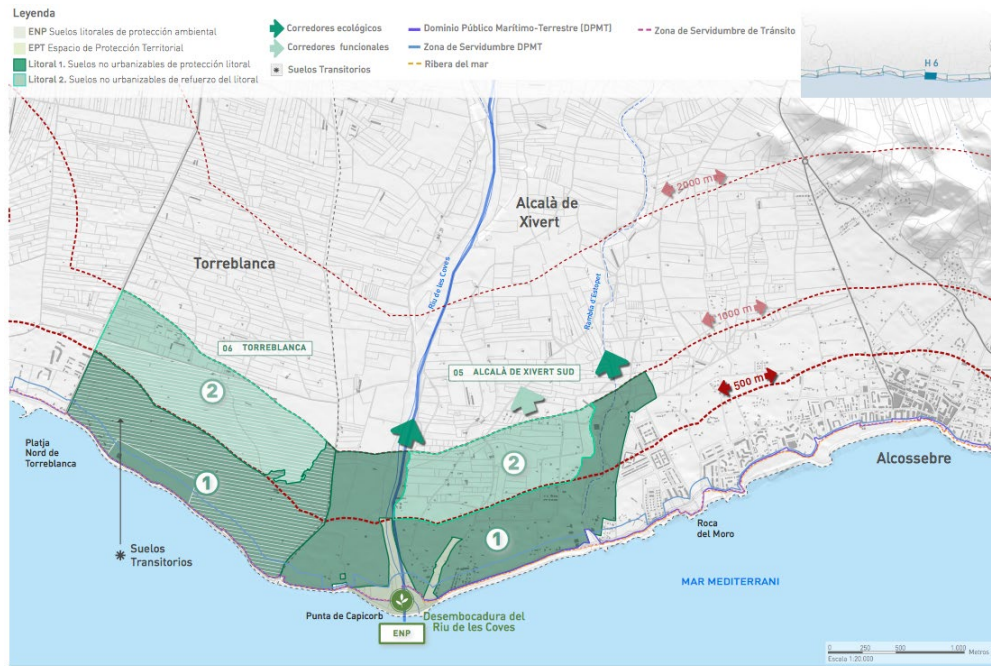 Leyenda
ENP Suelos litorales de protección ambiental
EPT Espacio de Protección Territorial
Litoral 1. Suelos no urbanizables de protección litoral
Litoral 2. Suelos no urbanizables de refuerzo del litoral
Corredores ecológicos
Corredores funcionales
Suelos Transitorios
Dominio Público Marítimo-Terrestre (DPMT)
Zona de Servidumbre DPMT
Ribera del mar
Zona de Servidumbre de Tránsito
H 6
2000 m
Alcalà de
Xivert
Torreblanca
Riu de les Coves
Rambla d'Estopet
1000 m
06 TORREBLANCA
05 ALCALÀ DE XIVERT SUD
500 m
2
2
1
1
Platja
Nord de
Torreblanca
Alcossebre
Roca
del Moro
Suelos
Transitorios
MAR MEDITERRANI
Punta de Capicorb
Desembocadura del
Riu de les Coves
ENP
0 250 500 1.000 Metros
Escala 1:20.000